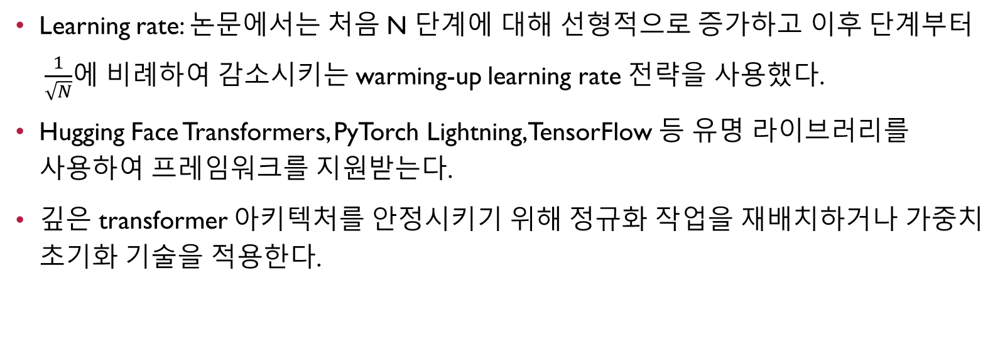 • Learning rate: 논문에서는 처음 N 단계에 대해 선형적으로 증가하고 이후 단계부터
1/√N에 비례하여 감소시키는 warming-up learning rate 전략을 사용했다.
• Hugging Face Transformers, PyTorch Lightning, TensorFlow 등 유명 라이브러리를
사용하여 프레임워크를 지원받는다.
• 깊은 transformer 아키텍처를 안정시키기 위해 정규화 작업을 재배치하거나 가중치
초기화 기술을 적용한다.